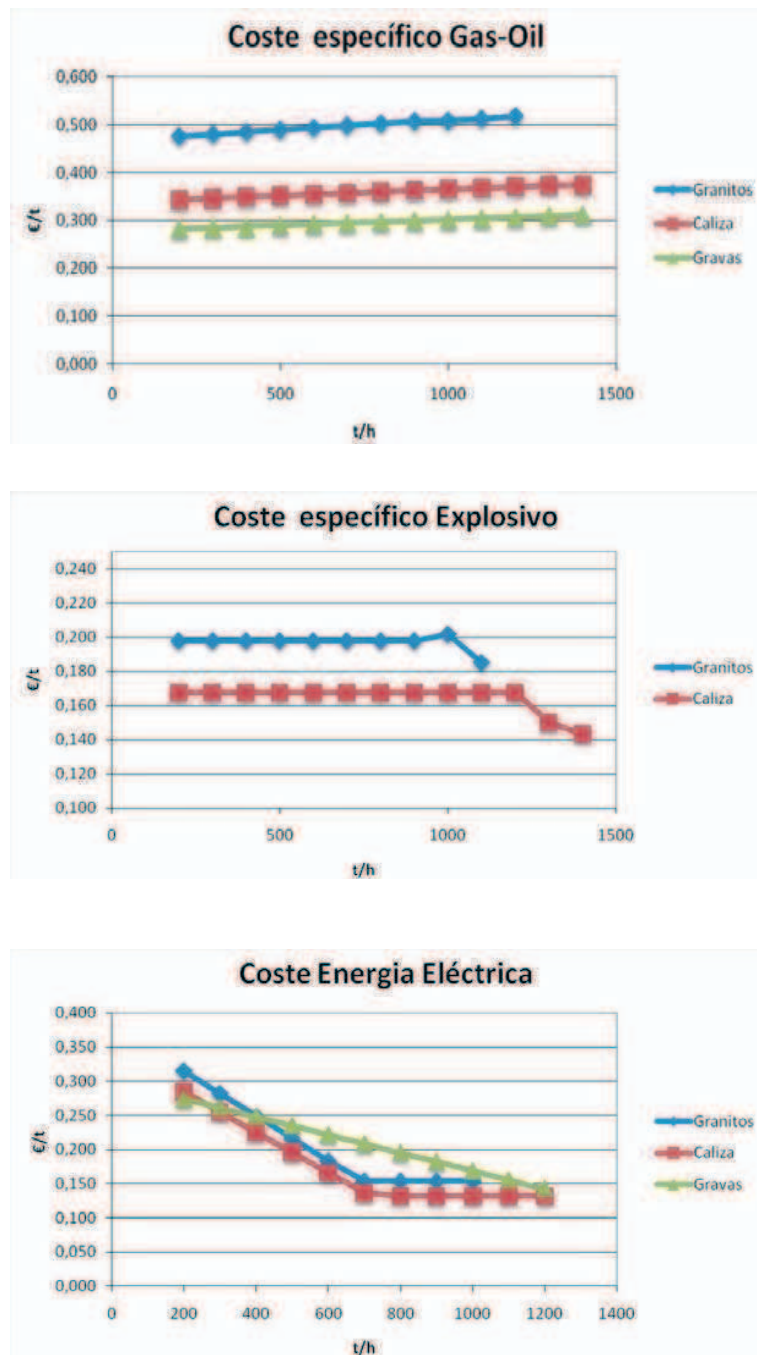 Coste específico Gas-Oil
€/t
0,600
0,500
0,400
0,300
0,200
0,100
0,000
0
500
1000
1500
t/h
Granitos
Caliza
Gravas
Coste específico Explosivo
€/t
0,240
0,220
0,200
0,180
0,160
0,140
0,120
0,100
0
500
1000
1500
t/h
Granitos
Caliza
Coste Energia Eléctrica
€/t
0,400
0,350
0,300
0,250
0,200
0,150
0,100
0,050
0,000
0
200
400
600
800
1000
1200
1400
t/h
Granitos
Caliza
Gravas